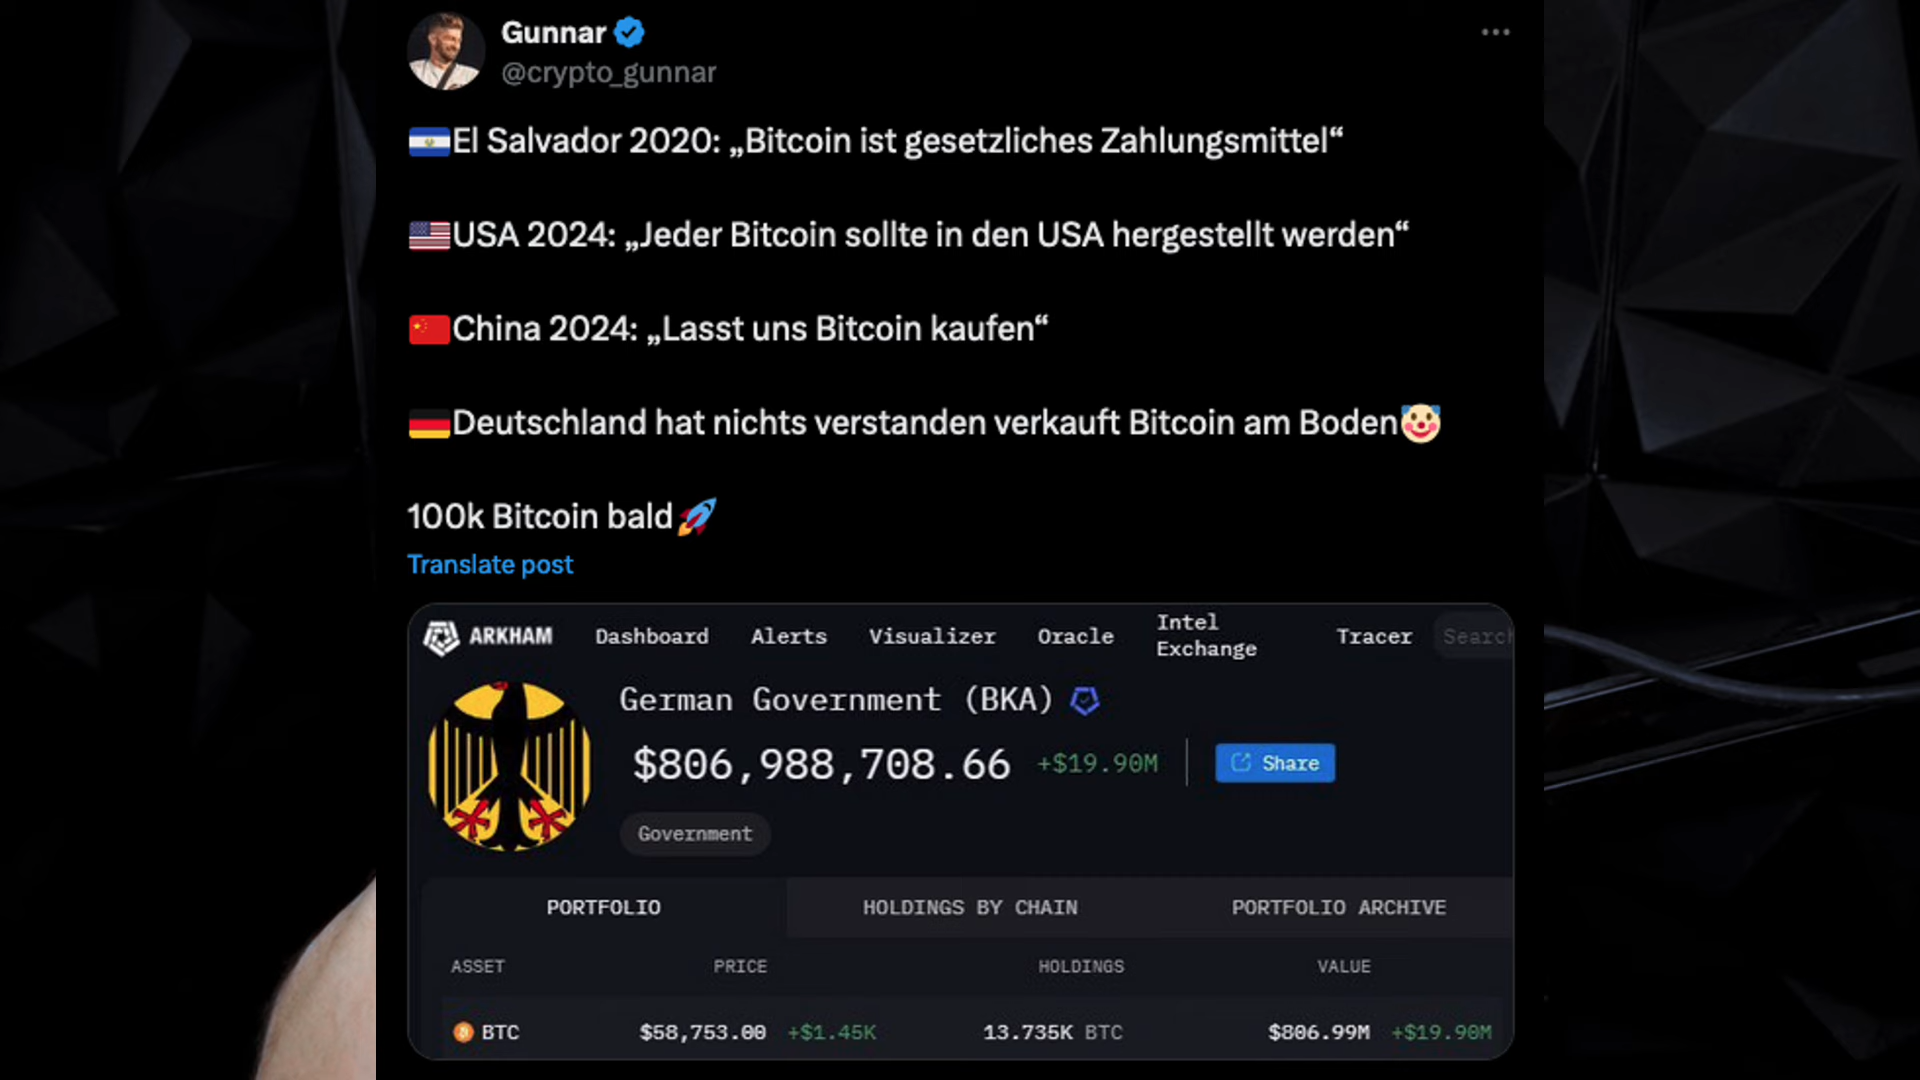 Gunnar
@crypto_gunnar
El Salvador 2020: „Bitcoin ist gesetzliches Zahlungsmittel“
USA 2024: „Jeder Bitcoin sollte in den USA hergestellt werden“
China 2024: „Lasst uns Bitcoin kaufen“
Deutschland hat nichts verstanden verkauft Bitcoin am Boden🤡
100k Bitcoin bald🚀
Translate post
ARKHAM Dashboard Alerts Visualizer Oracle Intel Exchange Tracer Search
German Government (BKA)
$806,988,708.66 +$19.90M Share
Government
PORTFOLIO HOLDINGS BY CHAIN PORTFOLIO ARCHIVE
ASSET PRICE HOLDINGS VALUE
BTC $58,753.00 +$1.45K 13.735K BTC $806.99M +$19.90M